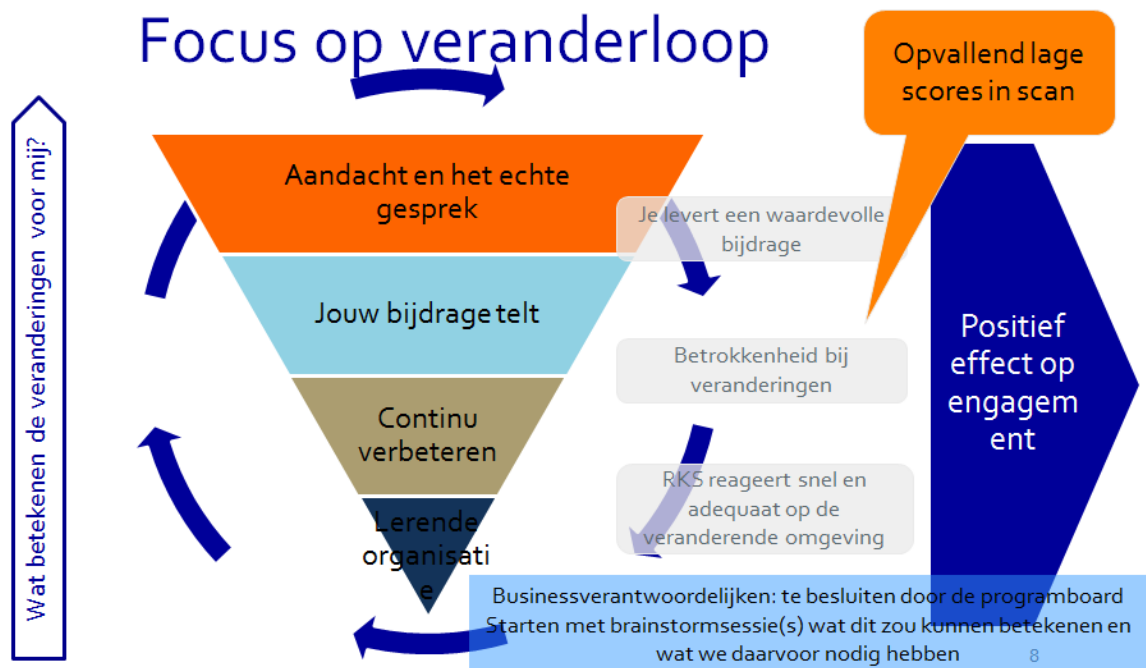 Focus op veranderloop
Opvallend lage
scores in scan
Wat betekenen de veranderingen voor mij?
Aandacht en het echte
gesprek
Je levert een waardevolle
bijdrage
Jouw bijdrage telt
Betrokkenheid bij
veranderingen
Positief
effect op
engagem
ent
Continu
verbeteren
RKS reageert snel en
adequaat op de
veranderende omgeving
Lerende
organisati
e
Businessverantwoordelijken: te besluiten door de programboard
Starten met brainstormsessie(s) wat dit zou kunnen betekenen en
wat we daarvoor nodig hebben
8